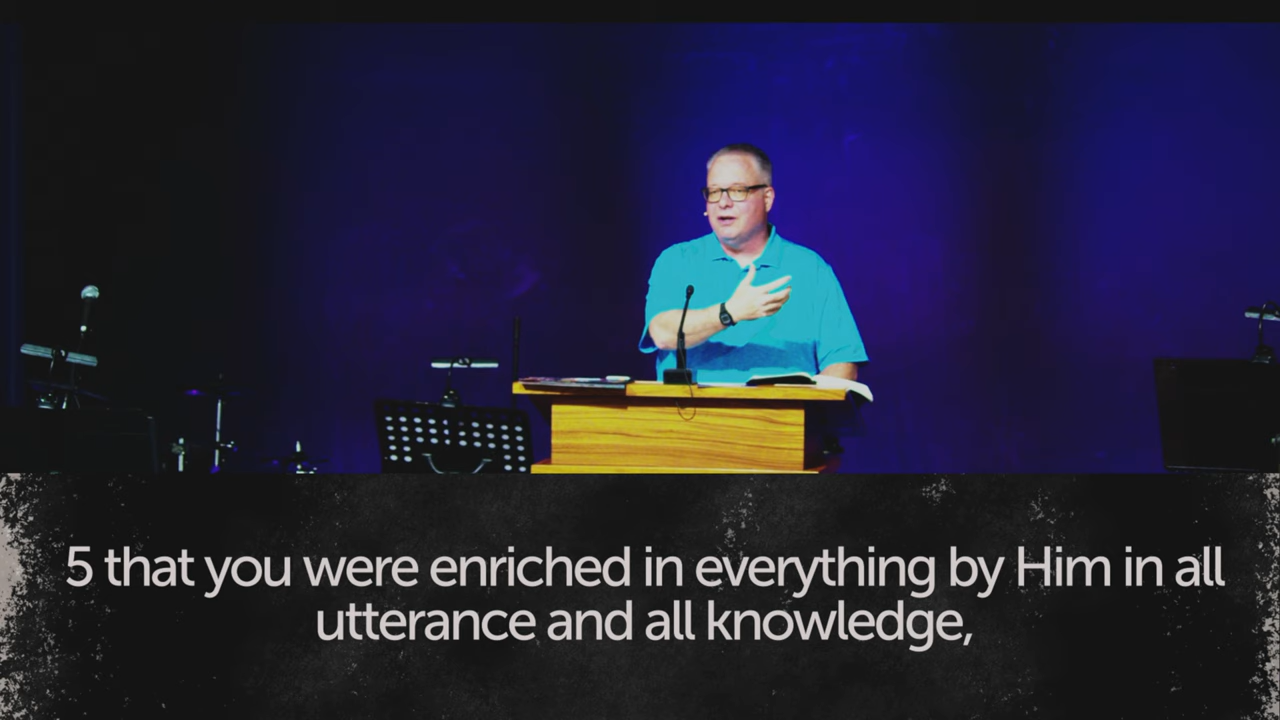 5 that you were enriched in everything by Him in all
utterance and all knowledge,